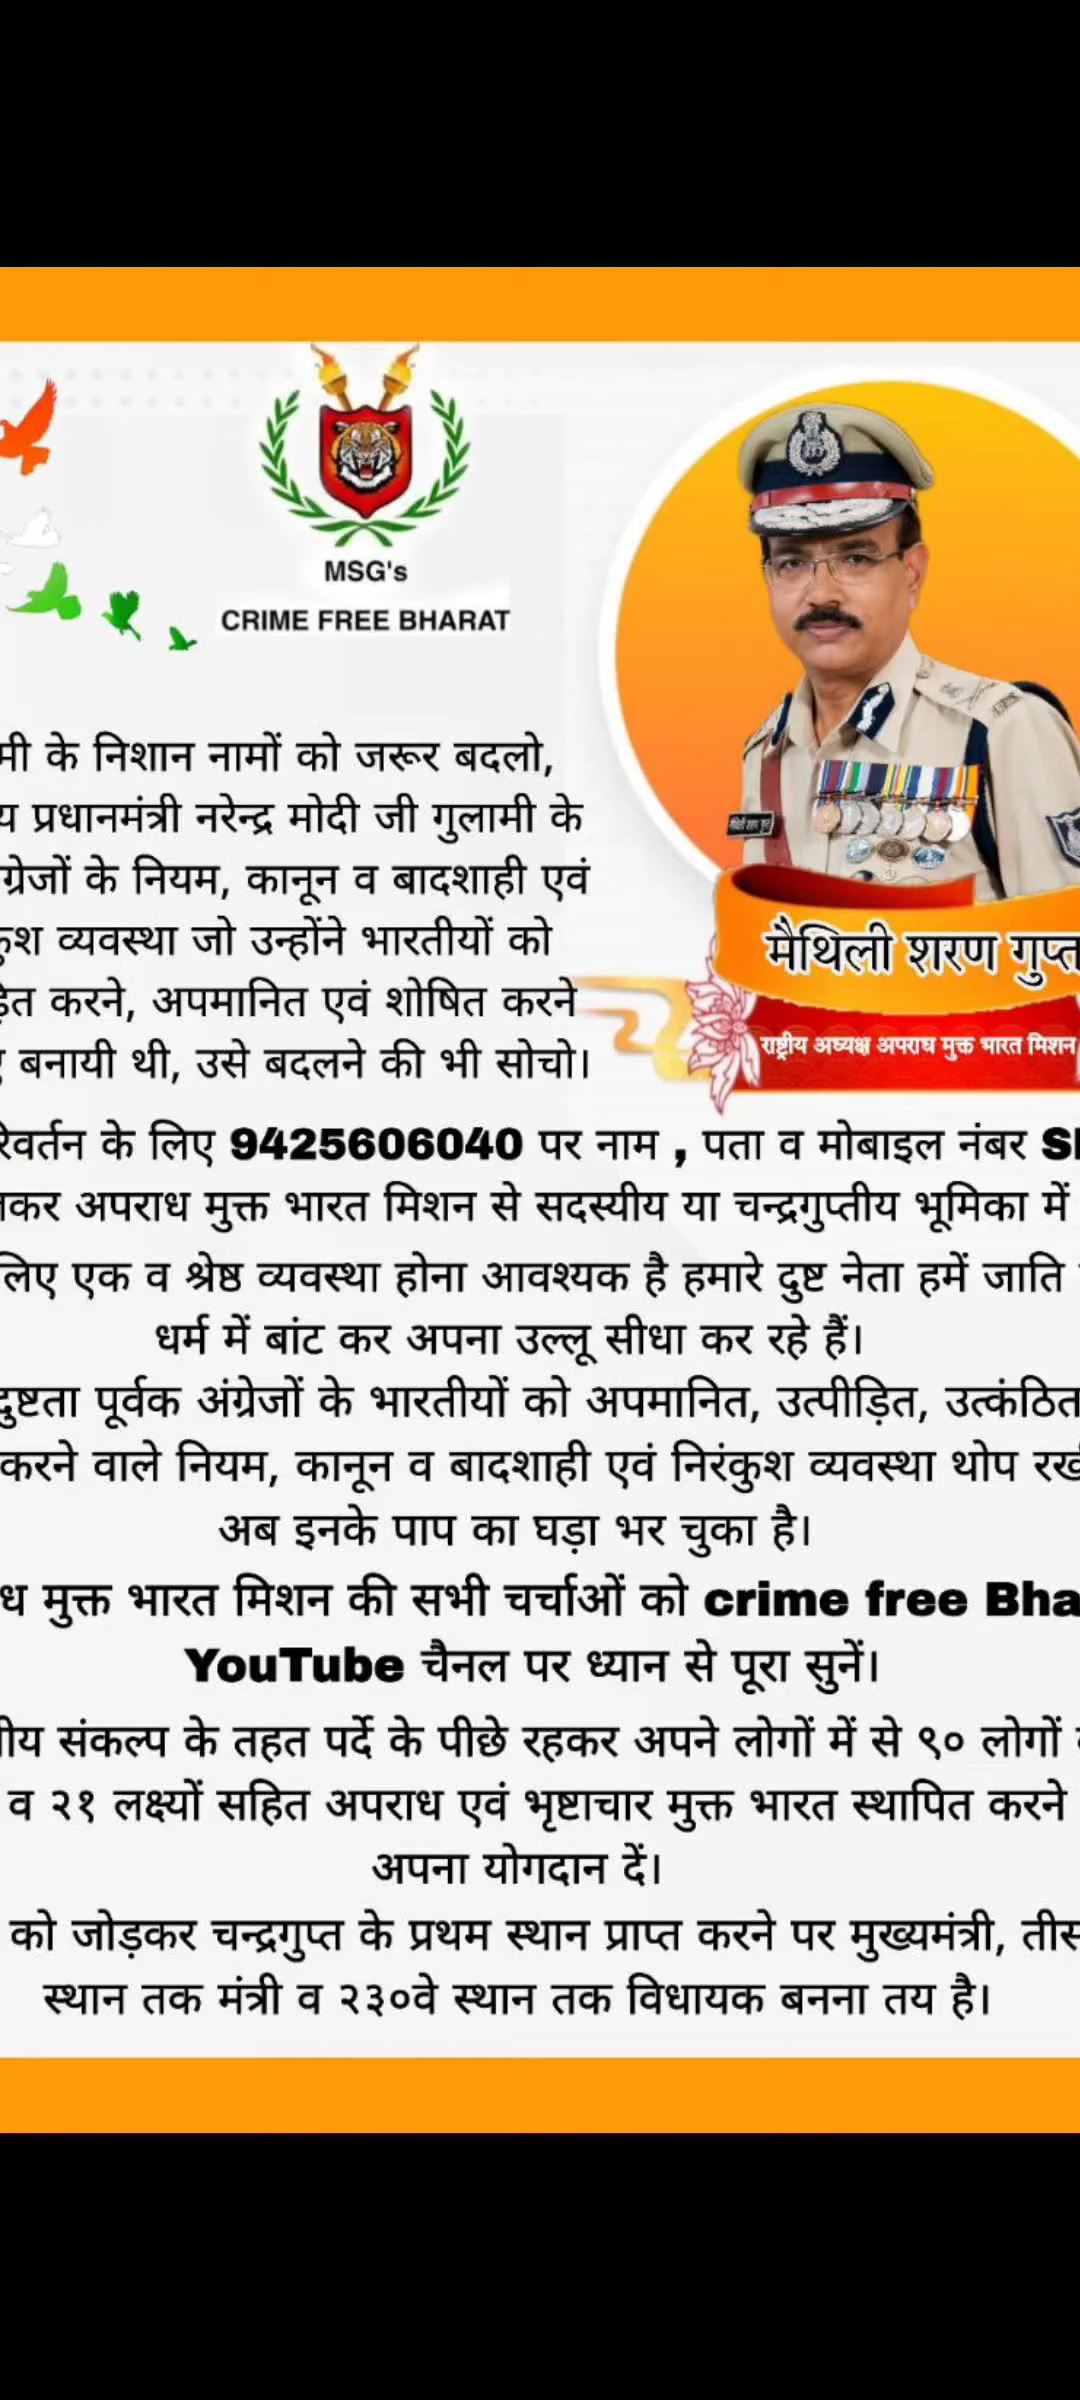 MSG's
CRIME FREE BHARAT
के निशान नामों को जरूर बदलो,
प्रधानमंत्री नरेन्द्र मोदी जी गुलामी के
के नियम, कानून व बादशाही एवं
व्यवस्था जो उन्होंने भारतीयों को
करने, अपमानित एवं शोषित करने
बनायी थी, उसे बदलने की भी सोचो।
मैथिली शरण गुप्त
राष्ट्रीय अध्यक्ष अपराध मुक्त भारत मिशन
के लिए 9425606040 पर नाम , पता व मोबाइल नंबर
अपराध मुक्त भारत मिशन से सदस्यीय या चन्द्रगुप्तीय भूमिका में
लिए एक व श्रेष्ठ व्यवस्था होना आवश्यक है हमारे दुष्ट नेता हमें जाति
धर्म में बांट कर अपना उल्लू सीधा कर रहे हैं।
दुष्टता पूर्वक अंग्रेजों के भारतीयों को अपमानित, उत्पीड़ित, उत्कंठित
करने वाले नियम, कानून व बादशाही एवं निरंकुश व्यवस्था थोप
अब इनके पाप का घड़ा भर चुका है।
मुक्त भारत मिशन की सभी चर्चाओं को crime free
YouTube चैनल पर ध्यान से पूरा सुनें।
संकल्प के तहत पर्दे के पीछे रहकर अपने लोगों में से ९० लोगों
व २१ लक्ष्यों सहित अपराध एवं भृष्टाचार मुक्त भारत स्थापित करने
अपना योगदान दें।
को जोड़कर चन्द्रगुप्त के प्रथम स्थान प्राप्त करने पर मुख्यमंत्री,
स्थान तक मंत्री व २३०वे स्थान तक विधायक बनना तय है।